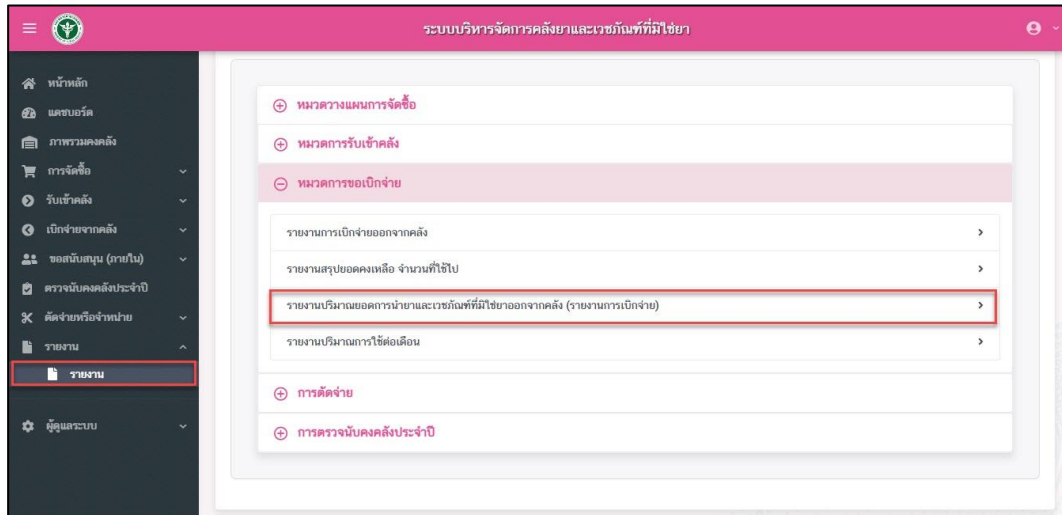 ระบบบริหารจัดการคลังยาและเวชภัณฑ์ที่มิใช่ยา
หน้าหลัก
แดชบอร์ด
ภาพรวมคงคลัง
การจัดซื้อ
รับเข้าคลัง
เบิกจ่ายจากคลัง
ขอสนับสนุน (ภายใน)
ตรวจนับคงคลังประจำปี
ตัดจ่ายหรือจำหน่าย
รายงาน
รายงาน
ผู้ดูแลระบบ
หมวดวางแผนการจัดซื้อ
หมวดการรับเข้าคลัง
หมวดการขอเบิกจ่าย
รายงานการเบิกจ่ายออกจากคลัง
รายงานสรุปยอดคงเหลือ จำนวนที่ใช้ไป
รายงานปริมาณยอดการนำยาและเวชภัณฑ์ที่มิใช่ยาออกจากคลัง (รายงานการเบิกจ่าย)
รายงานปริมาณการใช้ต่อเดือน
การตัดจ่าย
การตรวจนับคงคลังประจำปี